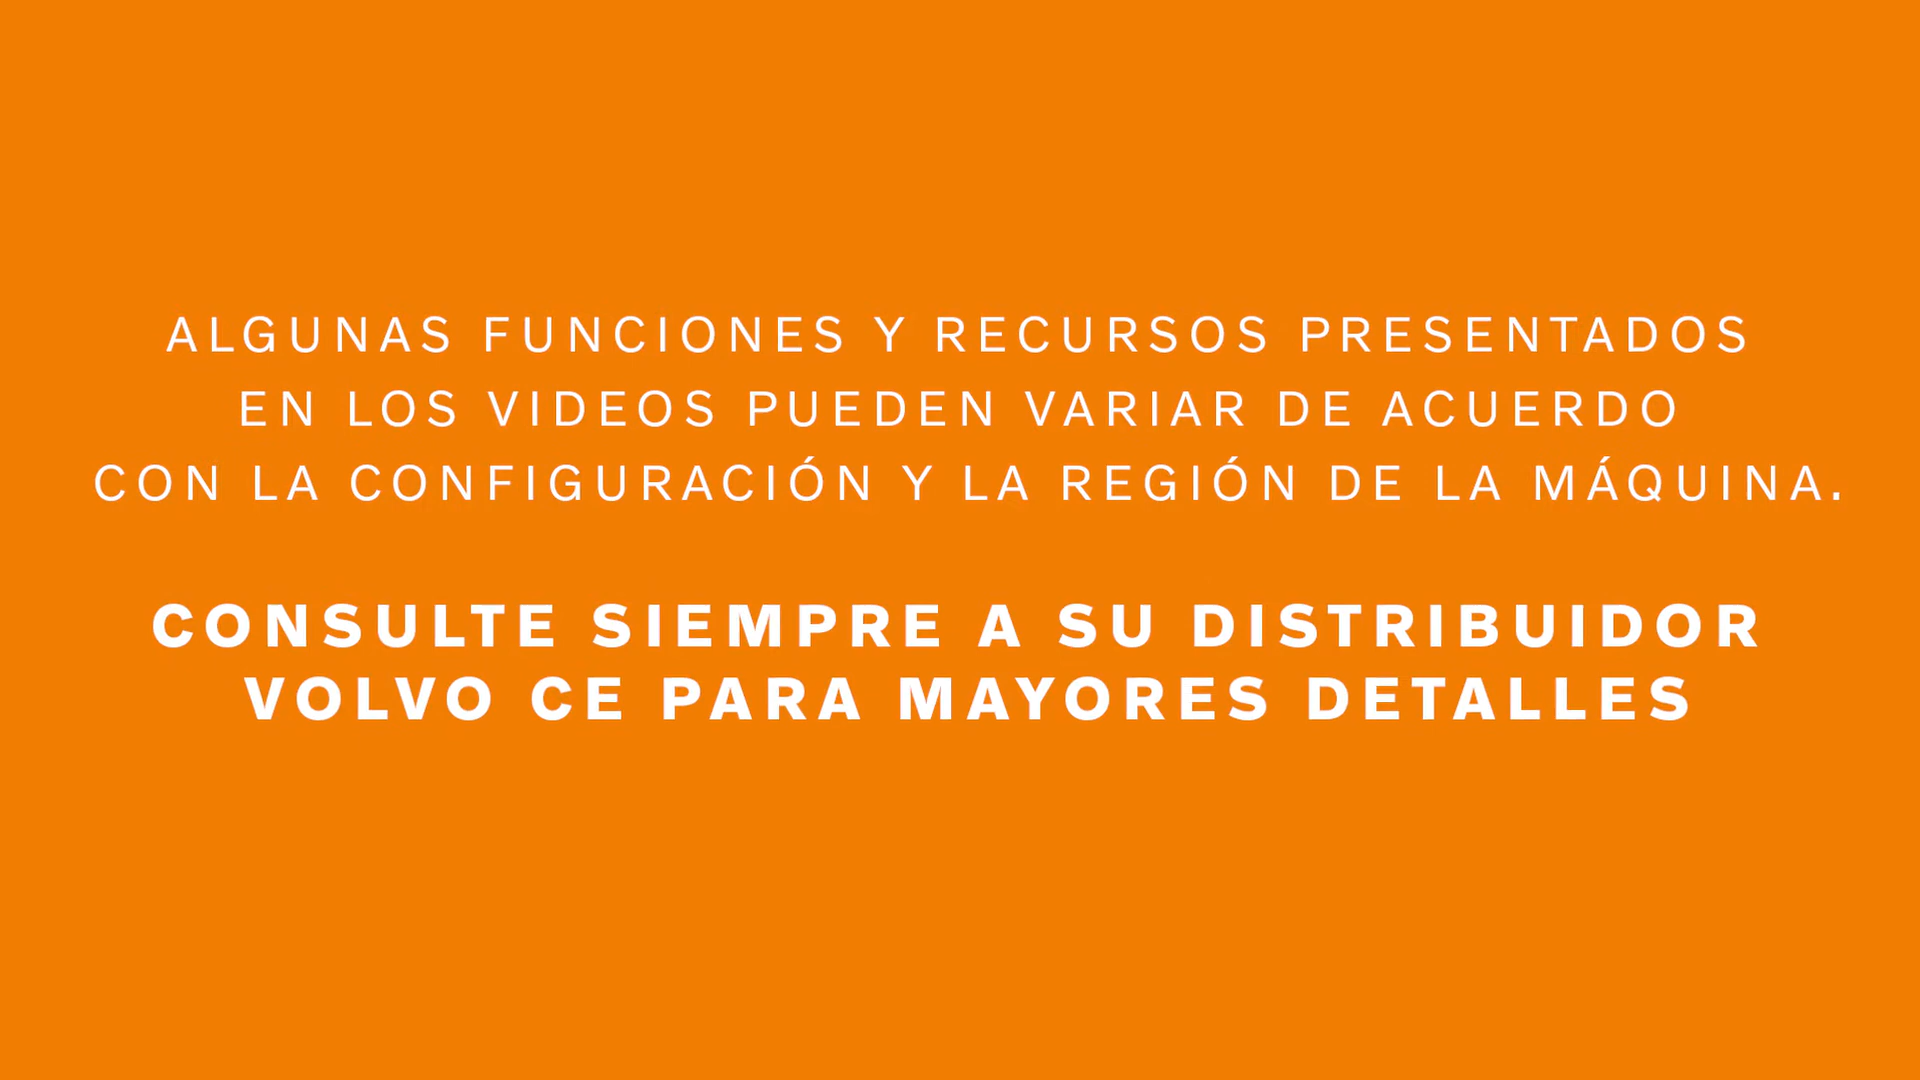 ALGUNAS FUNCIONES Y RECURSOS PRESENTADOS
EN LOS VIDEOS PUEDEN VARIAR DE ACUERDO
CON LA CONFIGURACIÓN Y LA REGIÓN DE LA MÁQUINA.
CONSULTE SIEMPRE A SU DISTRIBUIDOR
VOLVO CE PARA MAYORES DETALLES